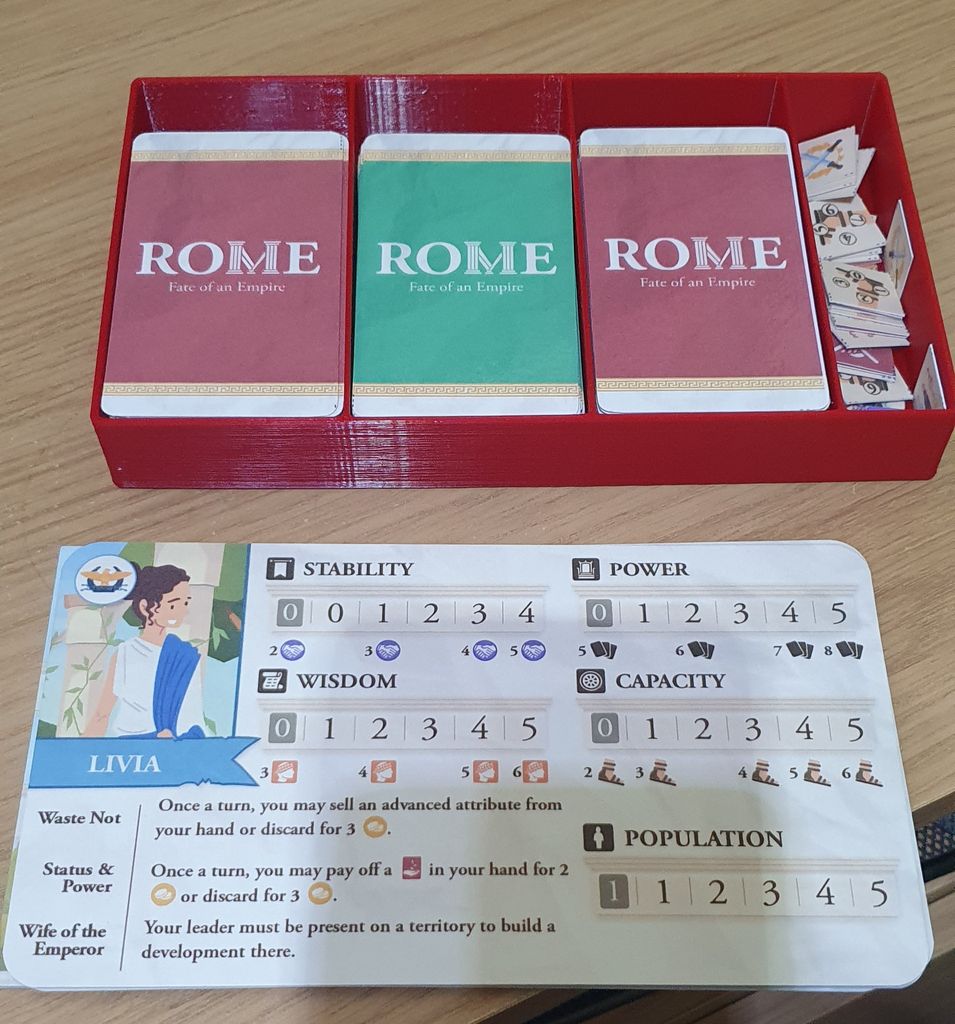 ROME
Fate of an Empire
ROME
Fate of an Empire
ROME
Fate of an Empire
STABILITY
0 0 1 2 3 4
2 3 4 5
POWER
0 1 2 3 4 5
5 6 7 8
WISDOM
0 1 2 3 4 5
3 4 5 6
CAPACITY
0 1 2 3 4 5
2 3 4 5 6
LIVIA
Waste Not
Once a turn, you may sell an advanced attribute from
your hand or discard for 3 .
Status &
Power
Once a turn, you may pay off a in your hand for 2
or discard for 3 .
Wife of the
Emperor
Your leader must be present on a territory to build a
development there.
POPULATION
1 1 2 3 4 5